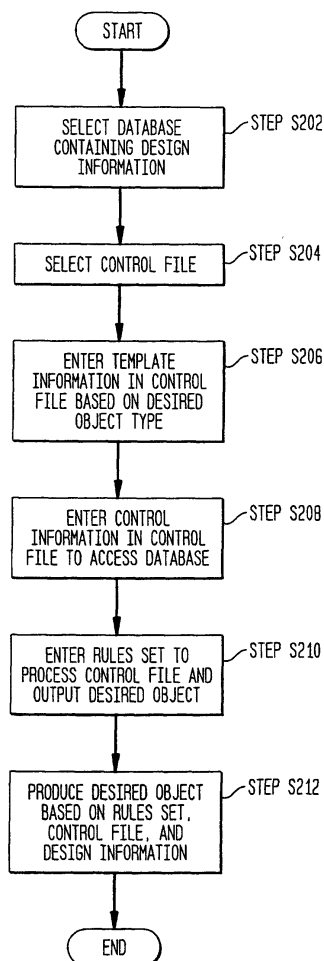 START
SELECT DATABASE
CONTAINING DESIGN
INFORMATION
STEP S202
SELECT CONTROL FILE
STEP S204
ENTER TEMPLATE
INFORMATION IN CONTROL
FILE BASED ON DESIRED
OBJECT TYPE
STEP S206
ENTER CONTROL
INFORMATION IN CONTROL
FILE TO ACCESS DATABASE
STEP S208
ENTER RULES SET TO
PROCESS CONTROL FILE AND
OUTPUT DESIRED OBJECT
STEP S210
PRODUCE DESIRED OBJECT
BASED ON RULES SET,
CONTROL FILE, AND
DESIGN INFORMATION
STEP S212
END